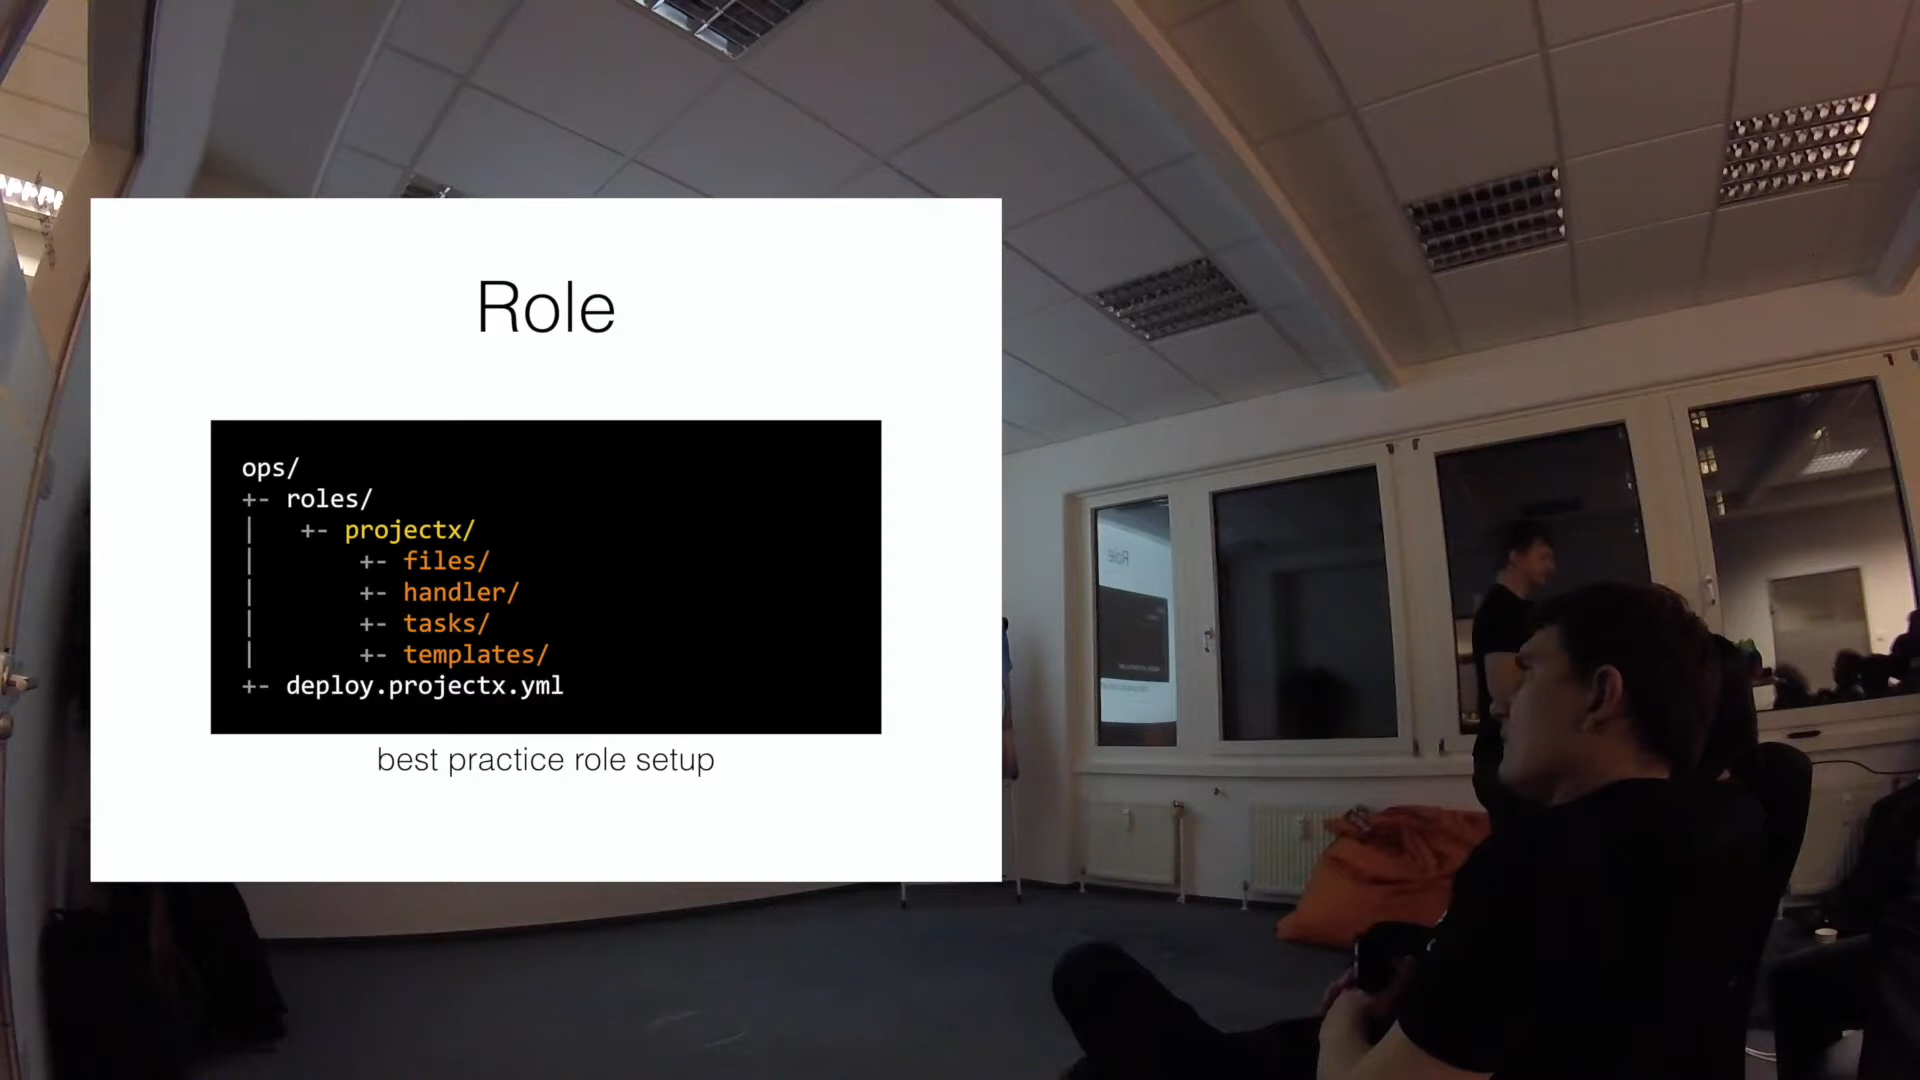 Role
ops/
+- roles/
|   +- projectx/
|       +- files/
|       +- handler/
|       +- tasks/
|       +- templates/
+- deploy.projectx.yml
best practice role setup